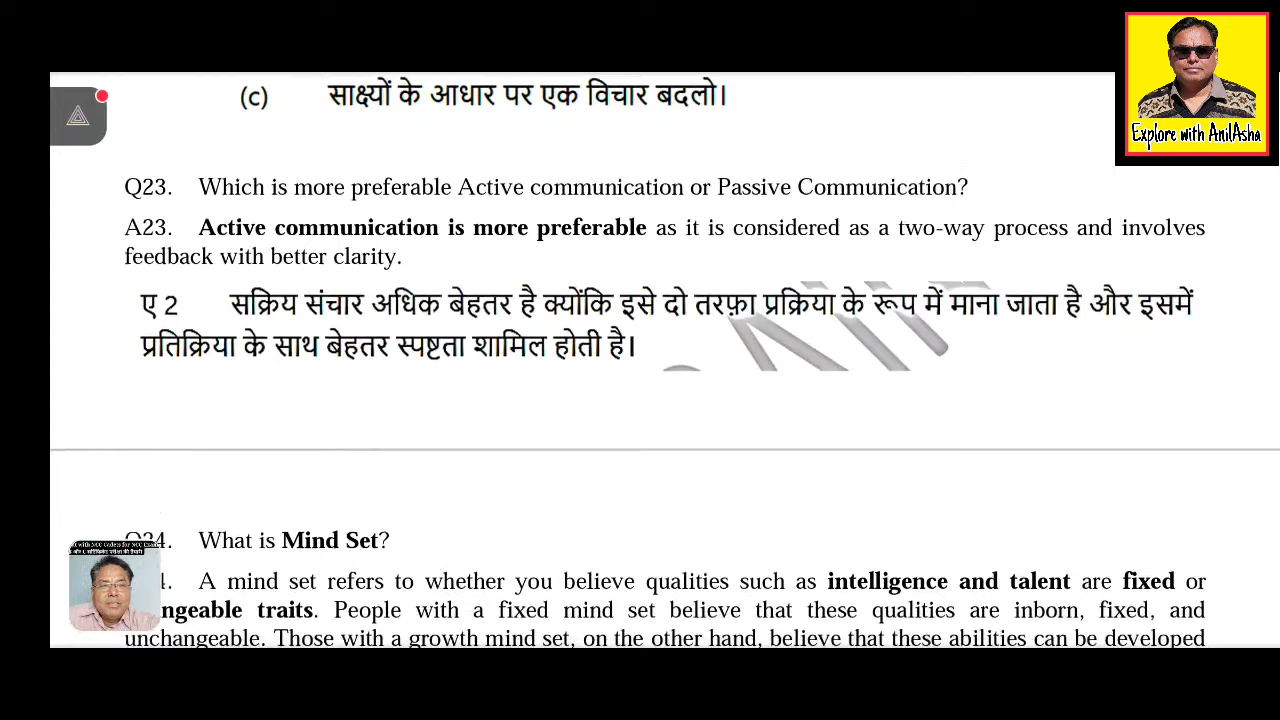 Explore with AnilAsha
(c) साक्ष्यों के आधार पर एक विचार बदलो।
Q23. Which is more preferable Active communication or Passive Communication?
A23. Active communication is more preferable as it is considered as a two-way process and involves
feedback with better clarity.
ए 2 सक्रिय संचार अधिक बेहतर है क्योंकि इसे दो तरफ़ा प्रक्रिया के रूप में माना जाता है और इसमें
प्रतिक्रिया के साथ बेहतर स्पष्टता शामिल होती है।
Q24. What is Mind Set?
4. A mind set refers to whether you believe qualities such as intelligence and talent are fixed or
ngeable traits. People with a fixed mind set believe that these qualities are inborn, fixed, and
unchangeable. Those with a growth mind set, on the other hand, believe that these abilities can be developed